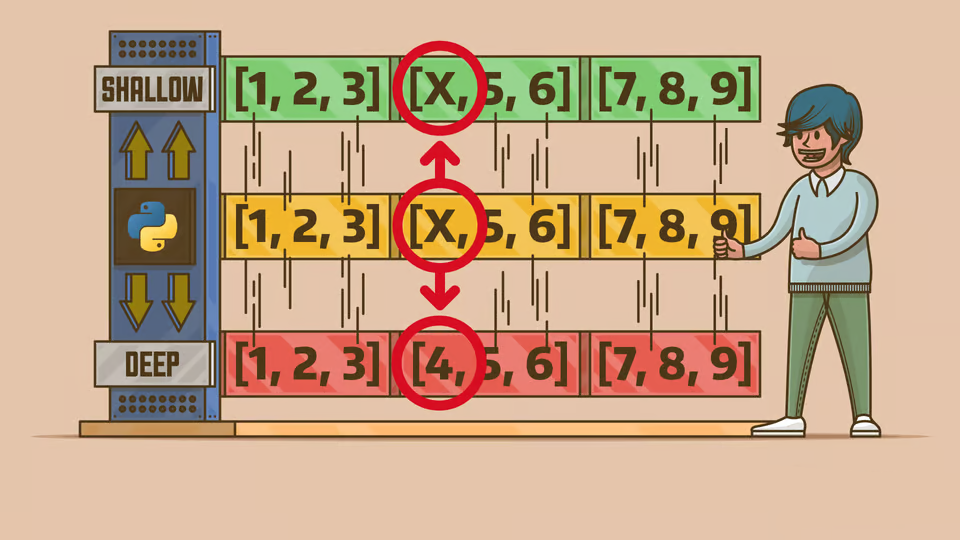 SHALLOW
[1, 2, 3] [X, 5, 6] [7, 8, 9]
[1, 2, 3] [X, 5, 6] [7, 8, 9]
DEEP
[1, 2, 3] [4, 5, 6] [7, 8, 9]